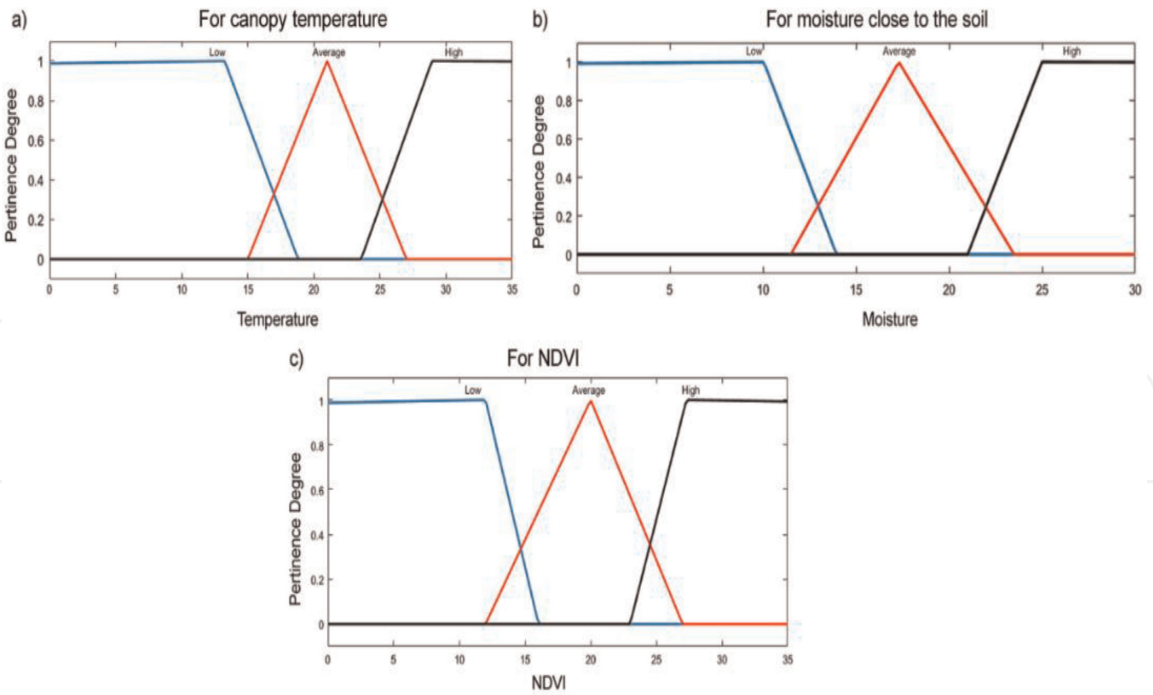 a)
For canopy temperature
Low Average High
Pertinence Degree
1
0.8
0.6
0.4
0.2
0
0 5 10 15 20 25 30 35
Temperature
b)
For moisture close to the soil
Low Average High
Pertinence Degree
1
0.8
0.6
0.4
0.2
0
0 5 10 15 20 25 30
Moisture
c)
For NDVI
Low Average High
Pertinence Degree
1
0.8
0.6
0.4
0.2
0
0 5 10 15 20 25 30 35
NDVI